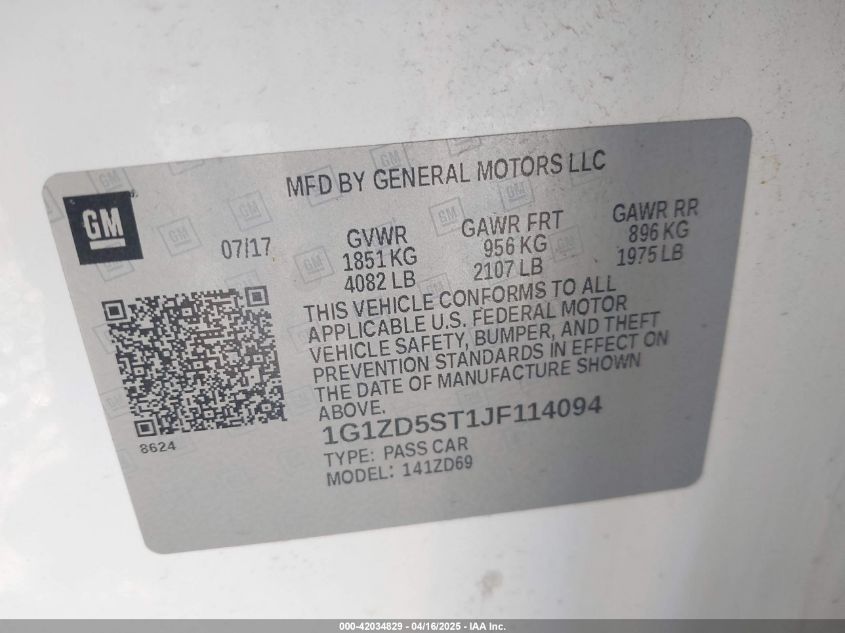 MFD BY GENERAL MOTORS LLC
GM
07/17
GVWR
1851 KG
4082 LB
GAWR FRT
956 KG
2107 LB
GAWR RR
896 KG
1975 LB
THIS VEHICLE CONFORMS TO ALL
APPLICABLE U.S. FEDERAL MOTOR
VEHICLE SAFETY, BUMPER, AND THEFT
PREVENTION STANDARDS IN EFFECT ON
THE DATE OF MANUFACTURE SHOWN
ABOVE.
8624
1G1ZD5ST1JF114094
TYPE: PASS CAR
MODEL: 141ZD69
000-42034829 - 04/16/2025 - IAA Inc.